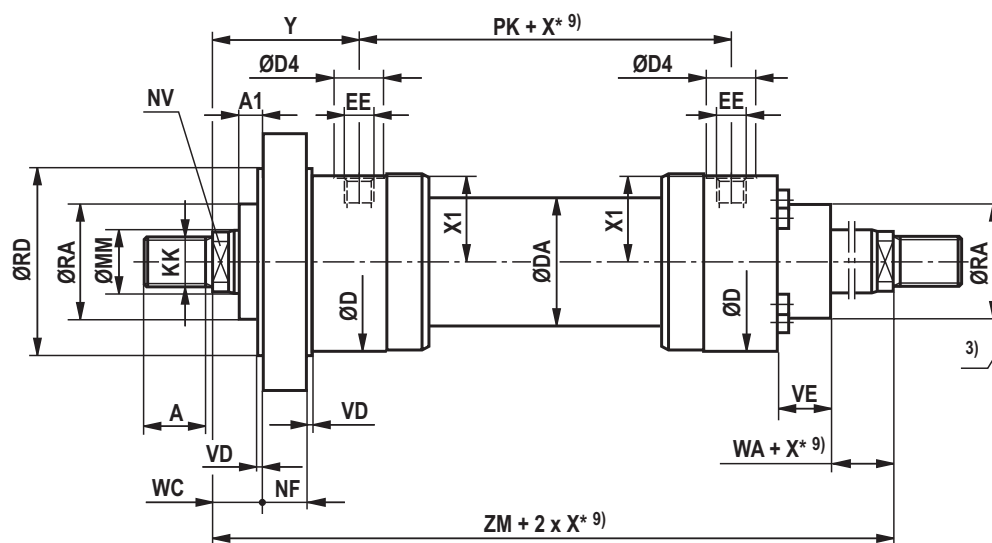 Y
PK + X* 9)
ØD4
ØD4
NV
A1
EE
EE
X1
X1
ØRD
ØRA
ØMM
KK
ØD
ØDA
ØD
ØRA
3)
A
VD
VE
VD
WA + X* 9)
WC
NF
ZM + 2 x X* 9)